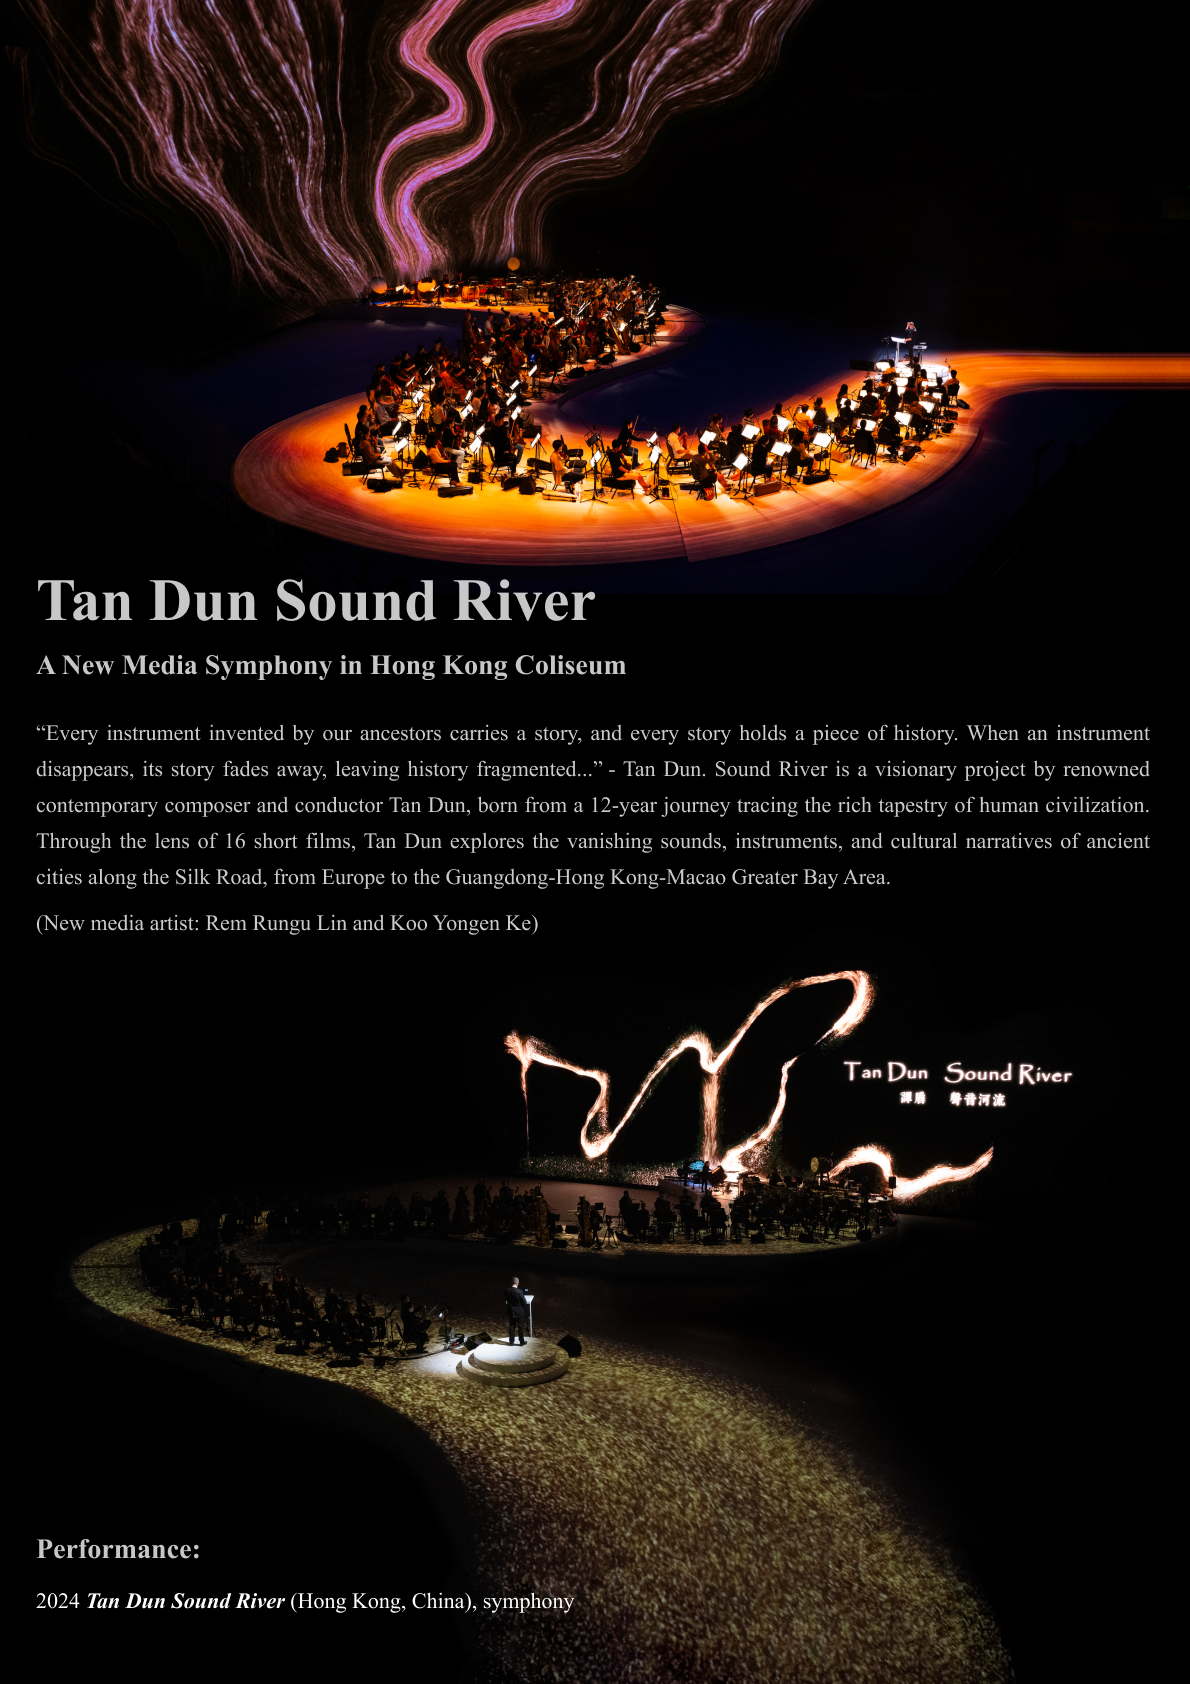 Tan Dun Sound River
A New Media Symphony in Hong Kong Coliseum
“Every instrument invented by our ancestors carries a story, and every story holds a piece of history. When an instrument
disappears, its story fades away, leaving history fragmented...” - Tan Dun. Sound River is a visionary project by renowned
contemporary composer and conductor Tan Dun, born from a 12-year journey tracing the rich tapestry of human civilization.
Through the lens of 16 short films, Tan Dun explores the vanishing sounds, instruments, and cultural narratives of ancient
cities along the Silk Road, from Europe to the Guangdong-Hong Kong-Macao Greater Bay Area.
(New media artist: Rem Rungu Lin and Koo Yongen Ke)
Tan Dun Sound River
譚盾 聲音河流
Performance:
2024 Tan Dun Sound River (Hong Kong, China), symphony